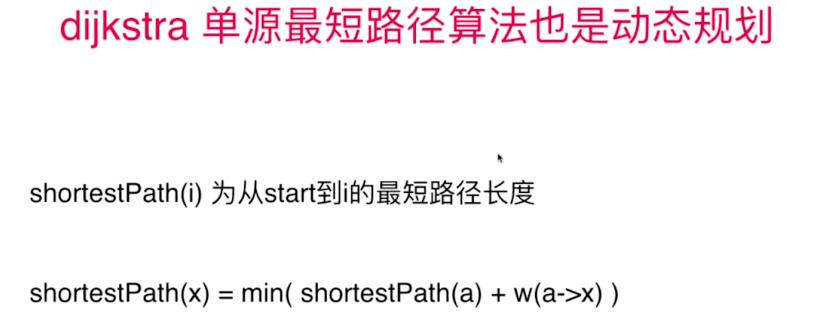 dijkstra 单源最短路径算法也是动态规划
shortestPath(i) 为从start到i的最短路径长度
shortestPath(x) = min( shortestPath(a) + w(a->x) )